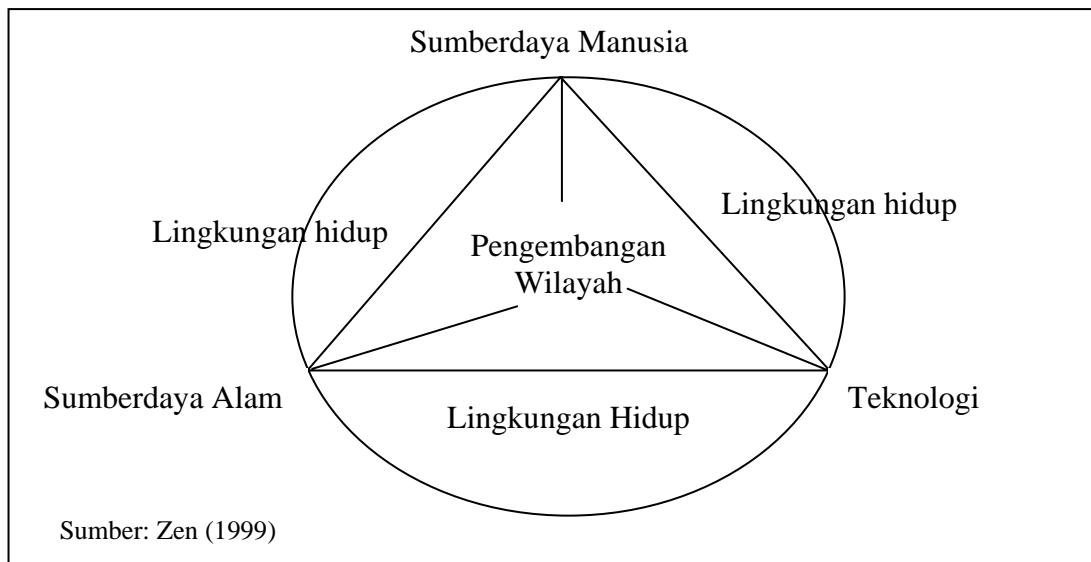 Sumberdaya Manusia
Lingkungan hidup
Lingkungan hidup
Pengembangan
Wilayah
Sumberdaya Alam
Teknologi
Lingkungan Hidup
Sumber: Zen (1999)